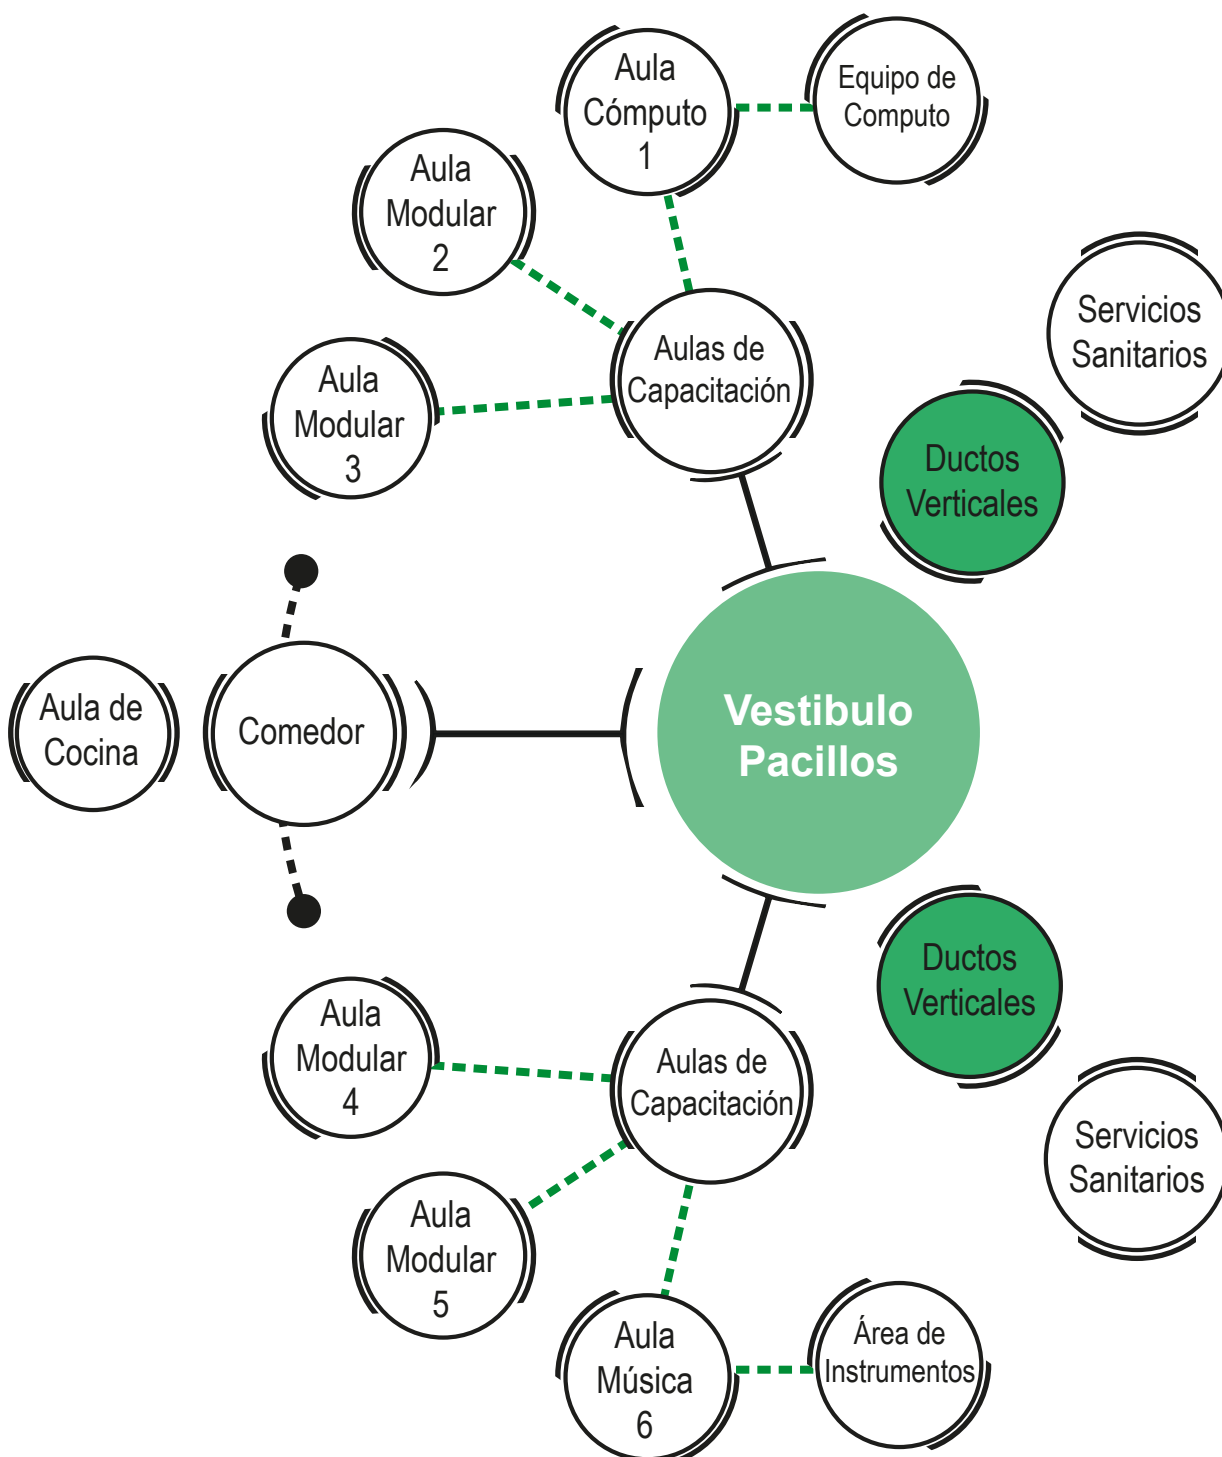 Aula
Cómputo
1
Equipo de
Computo
Aula
Modular
2
Aula
Modular
3
Aulas de
Capacitación
Servicios
Sanitarios
Ductos
Verticales
Aula de
Cocina
Comedor
Vestibulo
Pacillos
Ductos
Verticales
Aula
Modular
4
Aulas de
Capacitación
Servicios
Sanitarios
Aula
Modular
5
Aula
Música
6
Área de
Instrumentos